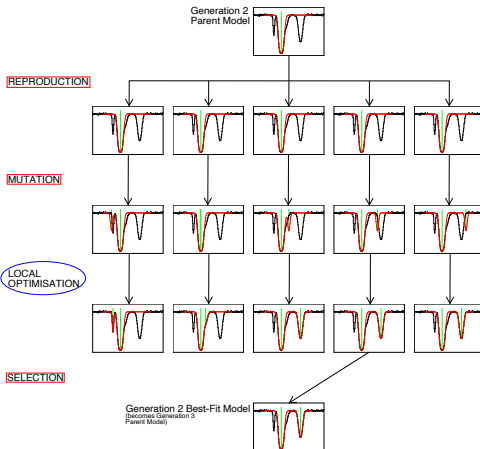 Generation 2
Parent Model
REPRODUCTION
MUTATION
LOCAL
OPTIMISATION
SELECTION
Generation 2 Best-Fit Model
(becomes Generation 3
Parent Model)